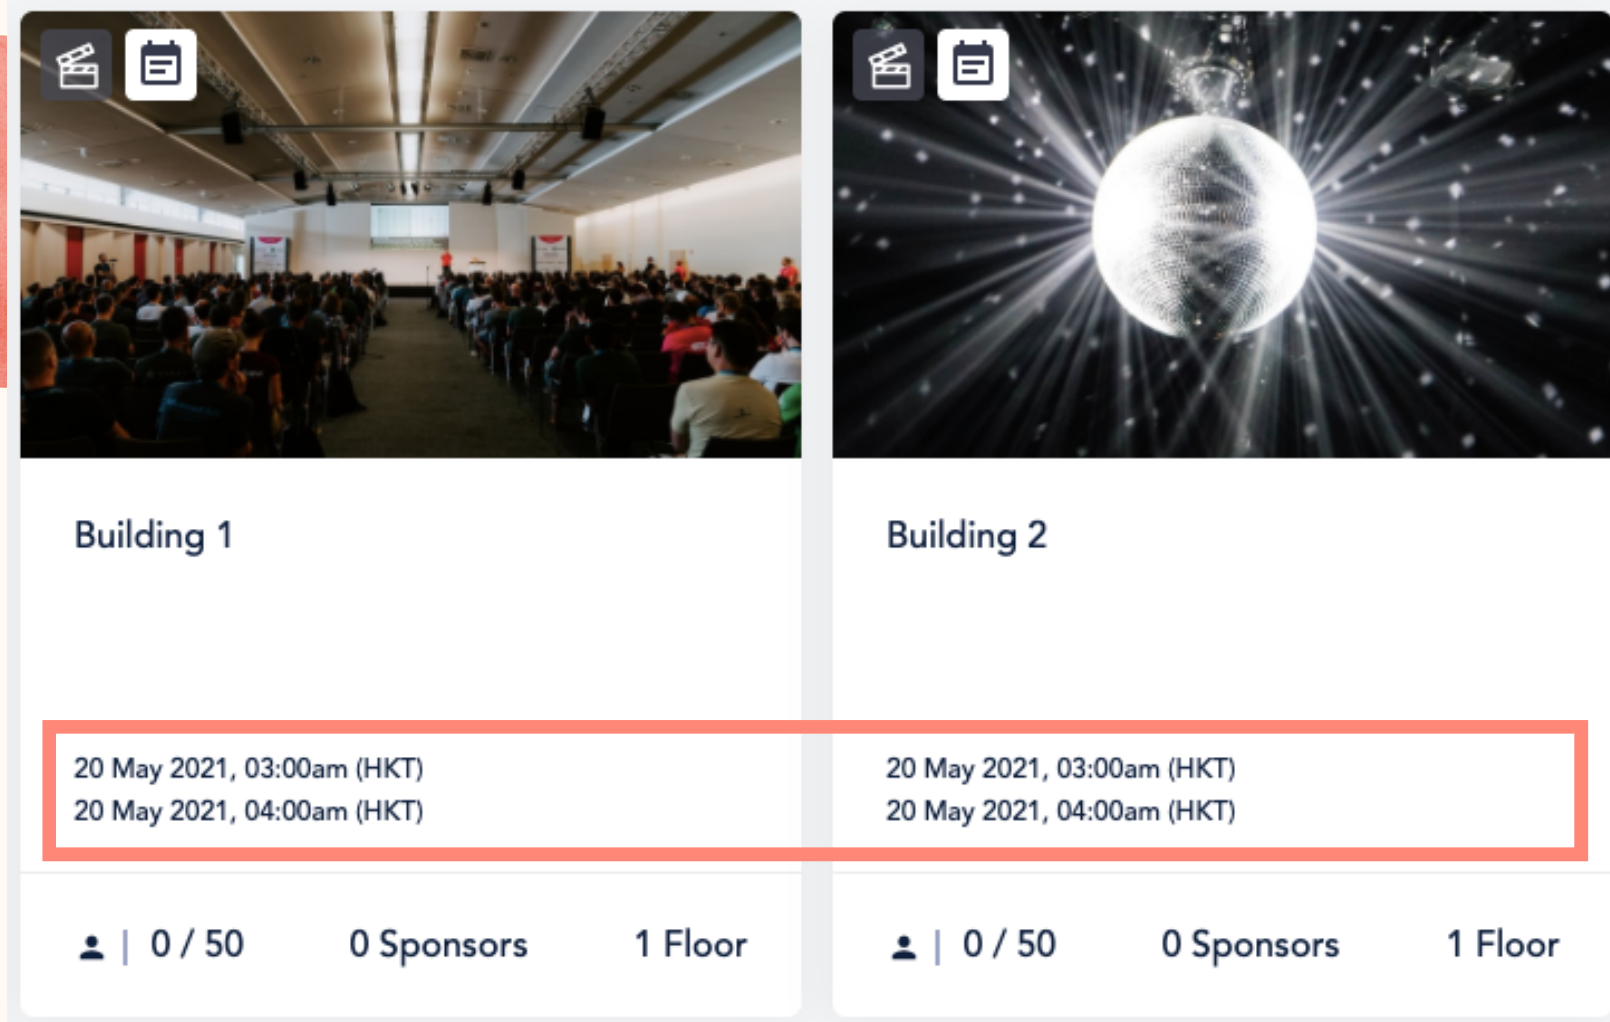 Building 1
20 May 2021, 03:00am (HKT)
20 May 2021, 04:00am (HKT)
0 / 50
0 Sponsors
1 Floor
Building 2
20 May 2021, 03:00am (HKT)
20 May 2021, 04:00am (HKT)
0 / 50
0 Sponsors
1 Floor